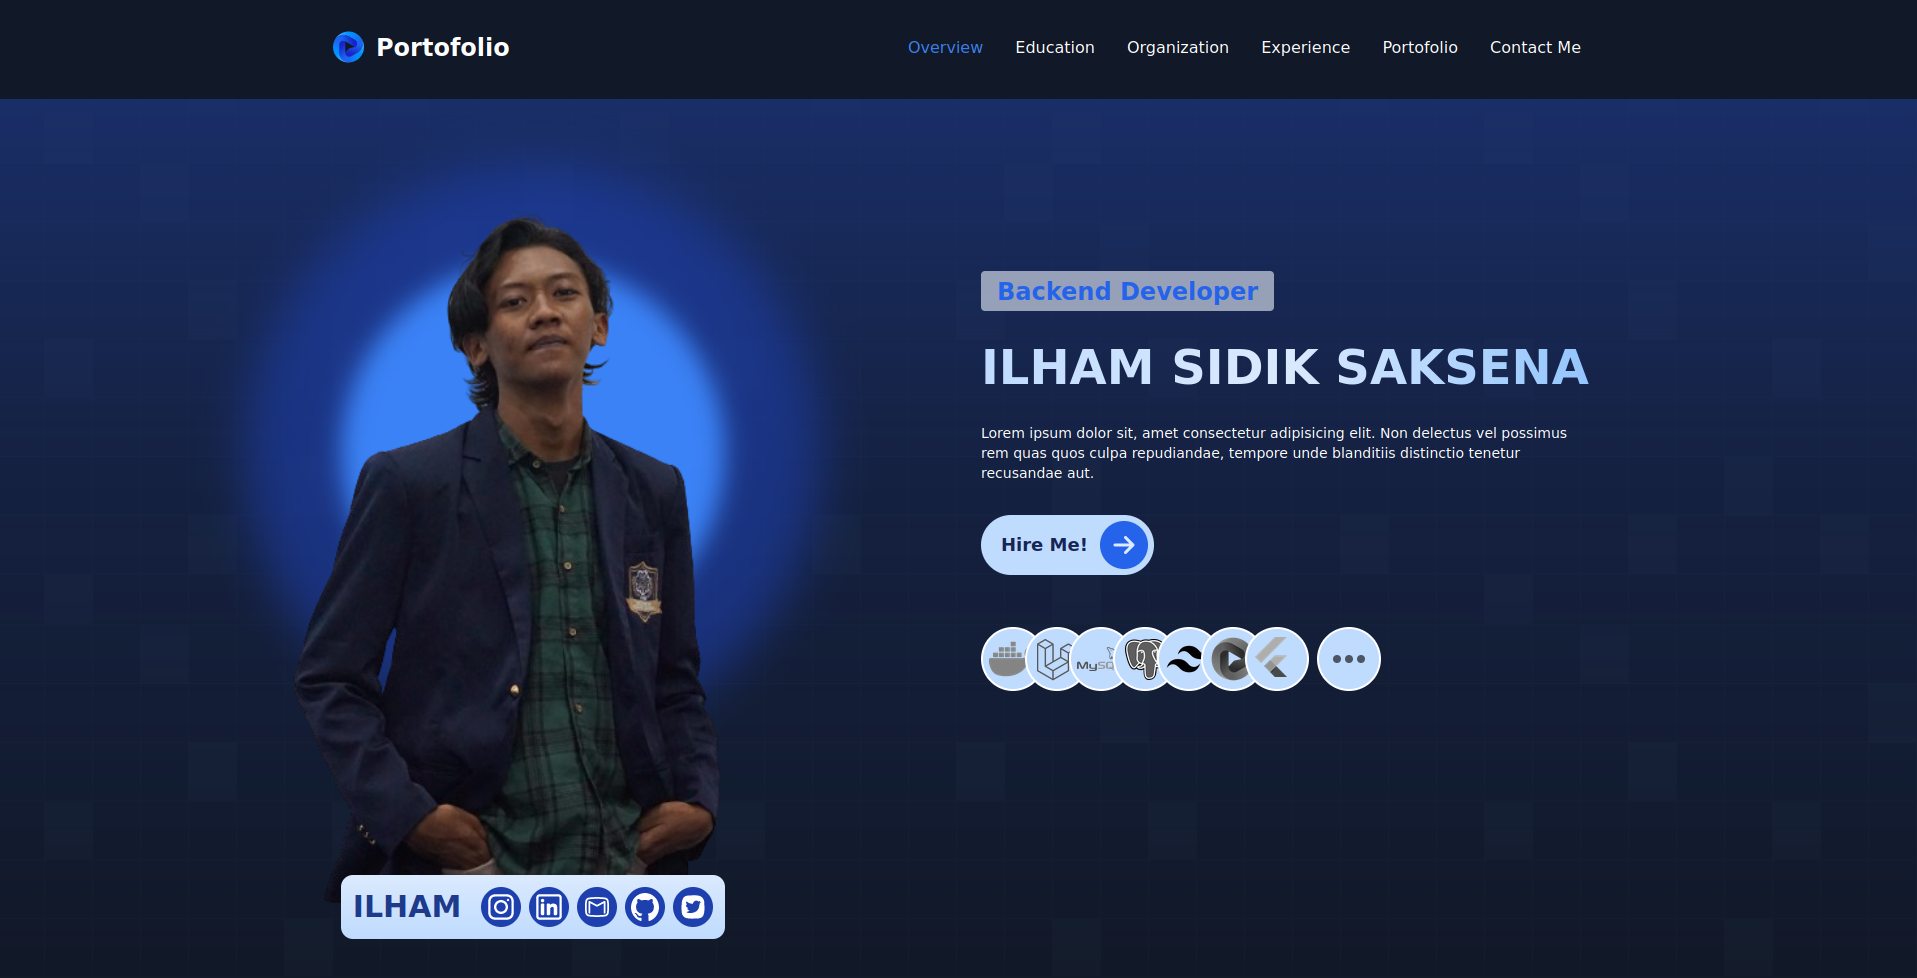 Portofolio
Overview Education Organization Experience Portofolio Contact Me
Backend Developer
ILHAM SIDIK SAKSENA
Lorem ipsum dolor sit, amet consectetur adipisicing elit. Non delectus vel possimus
rem quas quos culpa repudiandae, tempore unde blanditiis distinctio tenetur
recusandae aut.
Hire Me!
MySQ
ILHAM in